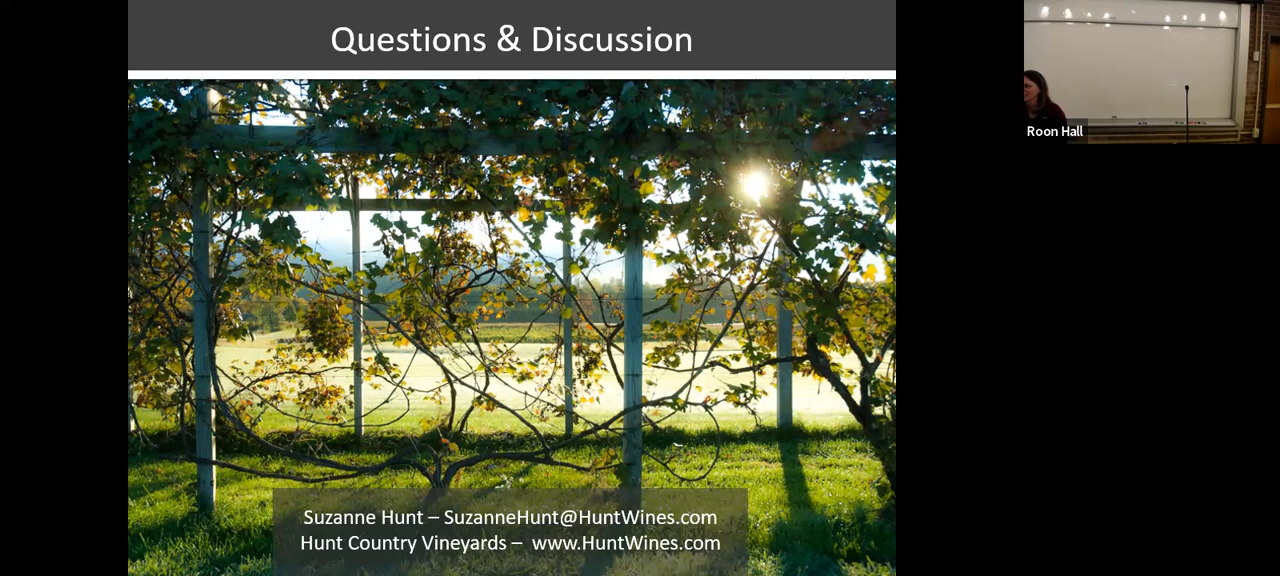 Questions & Discussion
Roon Hall
Suzanne Hunt – SuzanneHunt@HuntWines.com
Hunt Country Vineyards – www.HuntWines.com